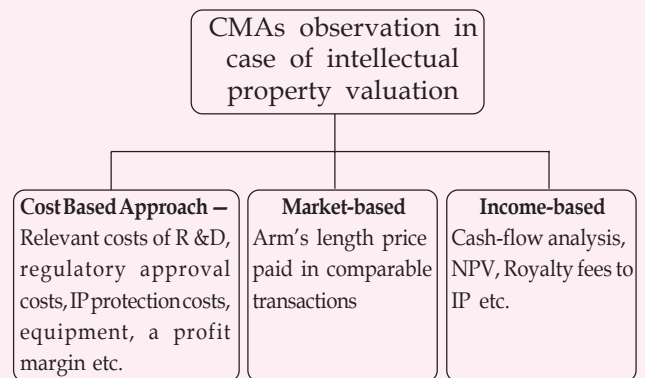 CMAs observation in
case of intellectual
property valuation
Cost Based Approach —
Relevant costs of R &D,
regulatory approval
costs, IP protection costs,
equipment, a profit
margin etc.
Market-based
Arm's length price
paid in comparable
transactions
Income-based
Cash-flow analysis,
NPV, Royalty fees to
IP etc.